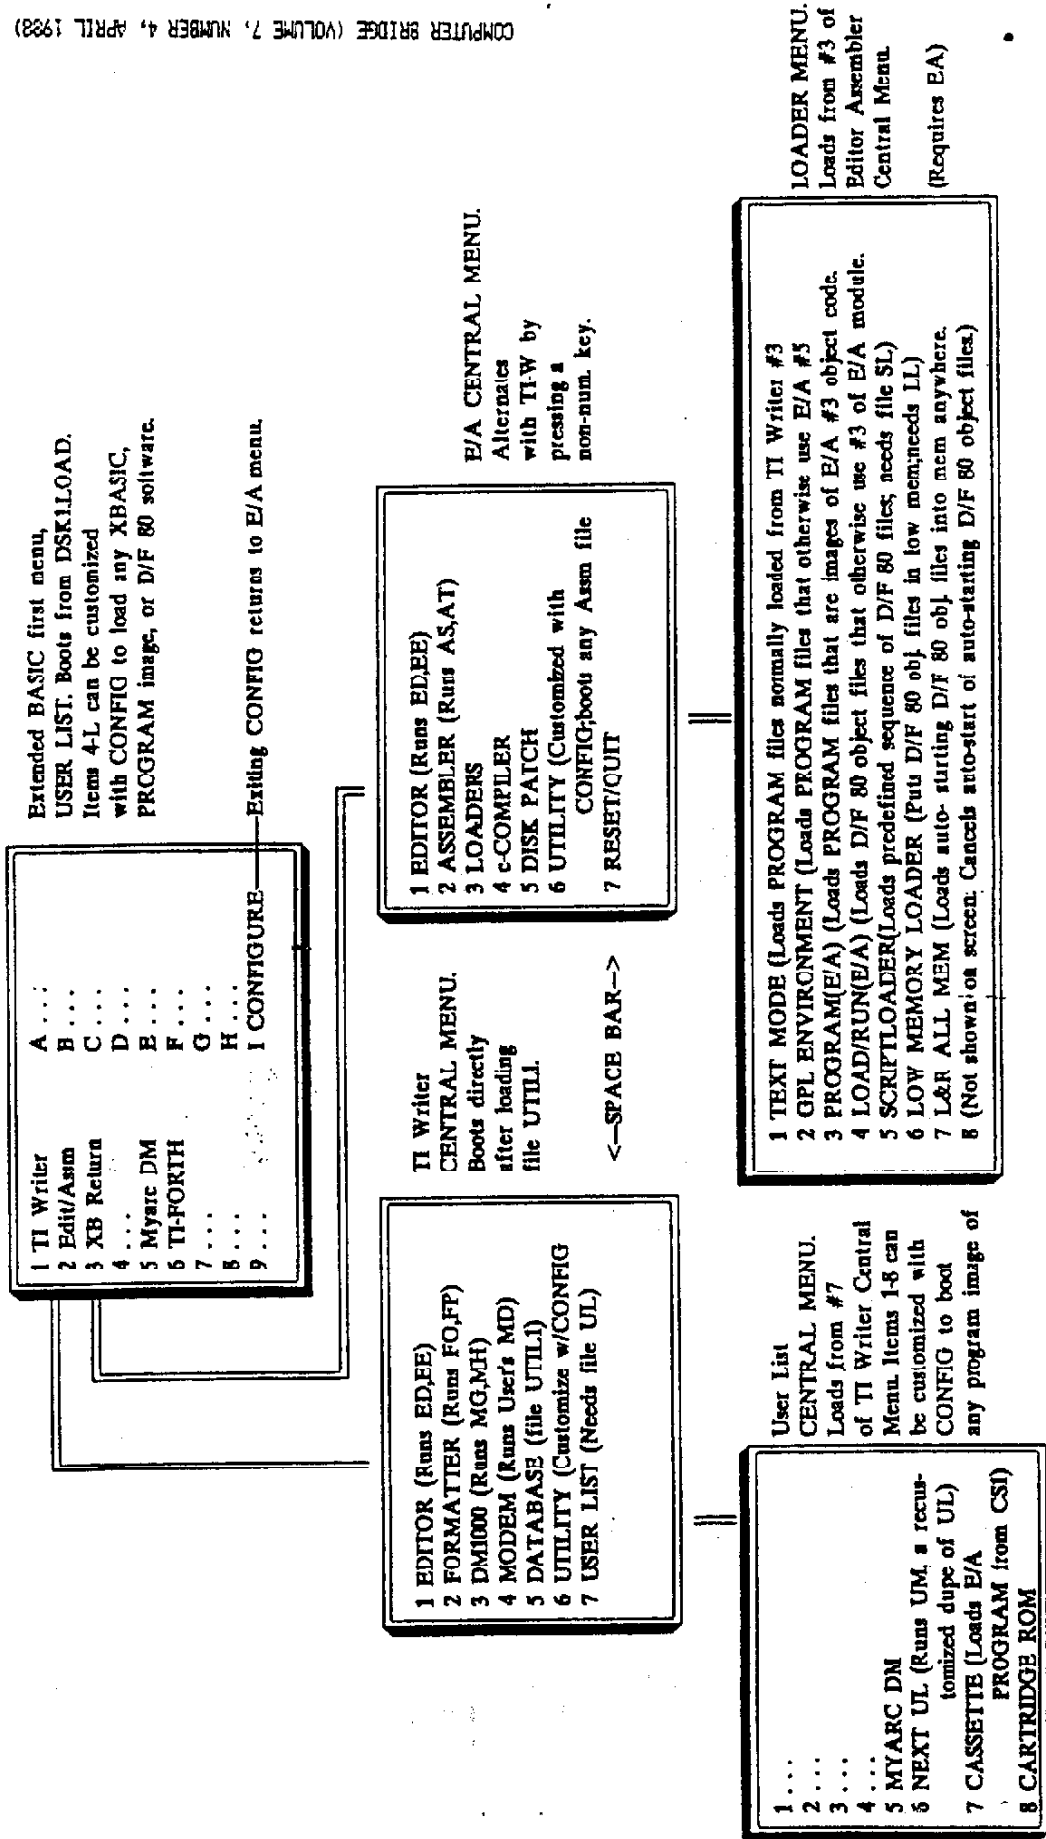 COMPUTER BRIDGE (VOLUME 7, NUMBER 4, APRIL 1988)
1 TI Writer
2 Edit/Assm
3 XB Return
4 . . .
5 Myarc DM
6 TI-FORTH
7 . . .
8 . . .
9 . . .
A . . .
B . . .
C . . .
D . . .
E . . .
F . . .
G . . .
H . . .
I CONFIGURE
Extended BASIC first menu,
USER LIST. Boots from DSK1.LOAD.
Items 4-L can be customized
with CONFIG to load any XBASIC,
PROGRAM image, or D/F 80 software.
Exiting CONFIG returns to E/A menu.
1 EDITOR (Runs ED,EE)
2 FORMATTER (Runs FO,FP)
3 DM1000 (Runs MG,MH)
4 MODEM (Runs User's MD)
5 DATABASE (file UTIL1)
6 UTILITY (Customize w/CONFIG
7 USER LIST (Needs file UL)
TI Writer
CENTRAL MENU.
Boots directly
after loading
file UTIL1.
<—SPACE BAR—>
1 EDITOR (Runs ED,EE)
2 ASSEMBLER (Runs AS,AT)
3 LOADERS
4 c-COMPILER
5 DISK PATCH
6 UTILITY (Customized with
CONFIG;boots any Assm file
7 RESET/QUIT
E/A CENTRAL MENU.
Alternates
with TI-W by
pressing a
non-num. key.
1 . . .
2 . . .
3 . . .
4 . . .
5 MYARC DM
6 NEXT UL (Runs UM, a recus-
tomized dupe of UL)
7 CASSETTE (Loads E/A
PROGRAM from CS1)
8 CARTRIDGE ROM
User List
CENTRAL MENU.
Loads from #7
of TI Writer Central
Menu. Items 1-8 can
be customized with
CONFIG to boot
any program image of
1 TEXT MODE (Loads PROGRAM files normally loaded from TI Writer #3
2 GPL ENVIRONMENT (Loads PROGRAM files that otherwise use E/A #5
3 PROGRAM(E/A) (Loads PROGRAM files that are images of E/A #3 object code.
4 LOAD/RUN(E/A) (Loads D/F 80 object files that otherwise use #3 of E/A module.
5 SCRIPTLOADER(Loads predefined sequence of D/F 80 files; needs file SL)
6 LOW MEMORY LOADER (Puts D/F 80 obj. files in low mem;needs LL)
7 L&R ALL MEM (Loads auto- starting D/F 80 obj. files into mem anywhere.
8 (Not shown on screen: Cancels auto-start of auto-starting D/F 80 object files.)
LOADER MENU.
Loads from #3 of
Editor Assembler
Central Menu.
(Requires EA)